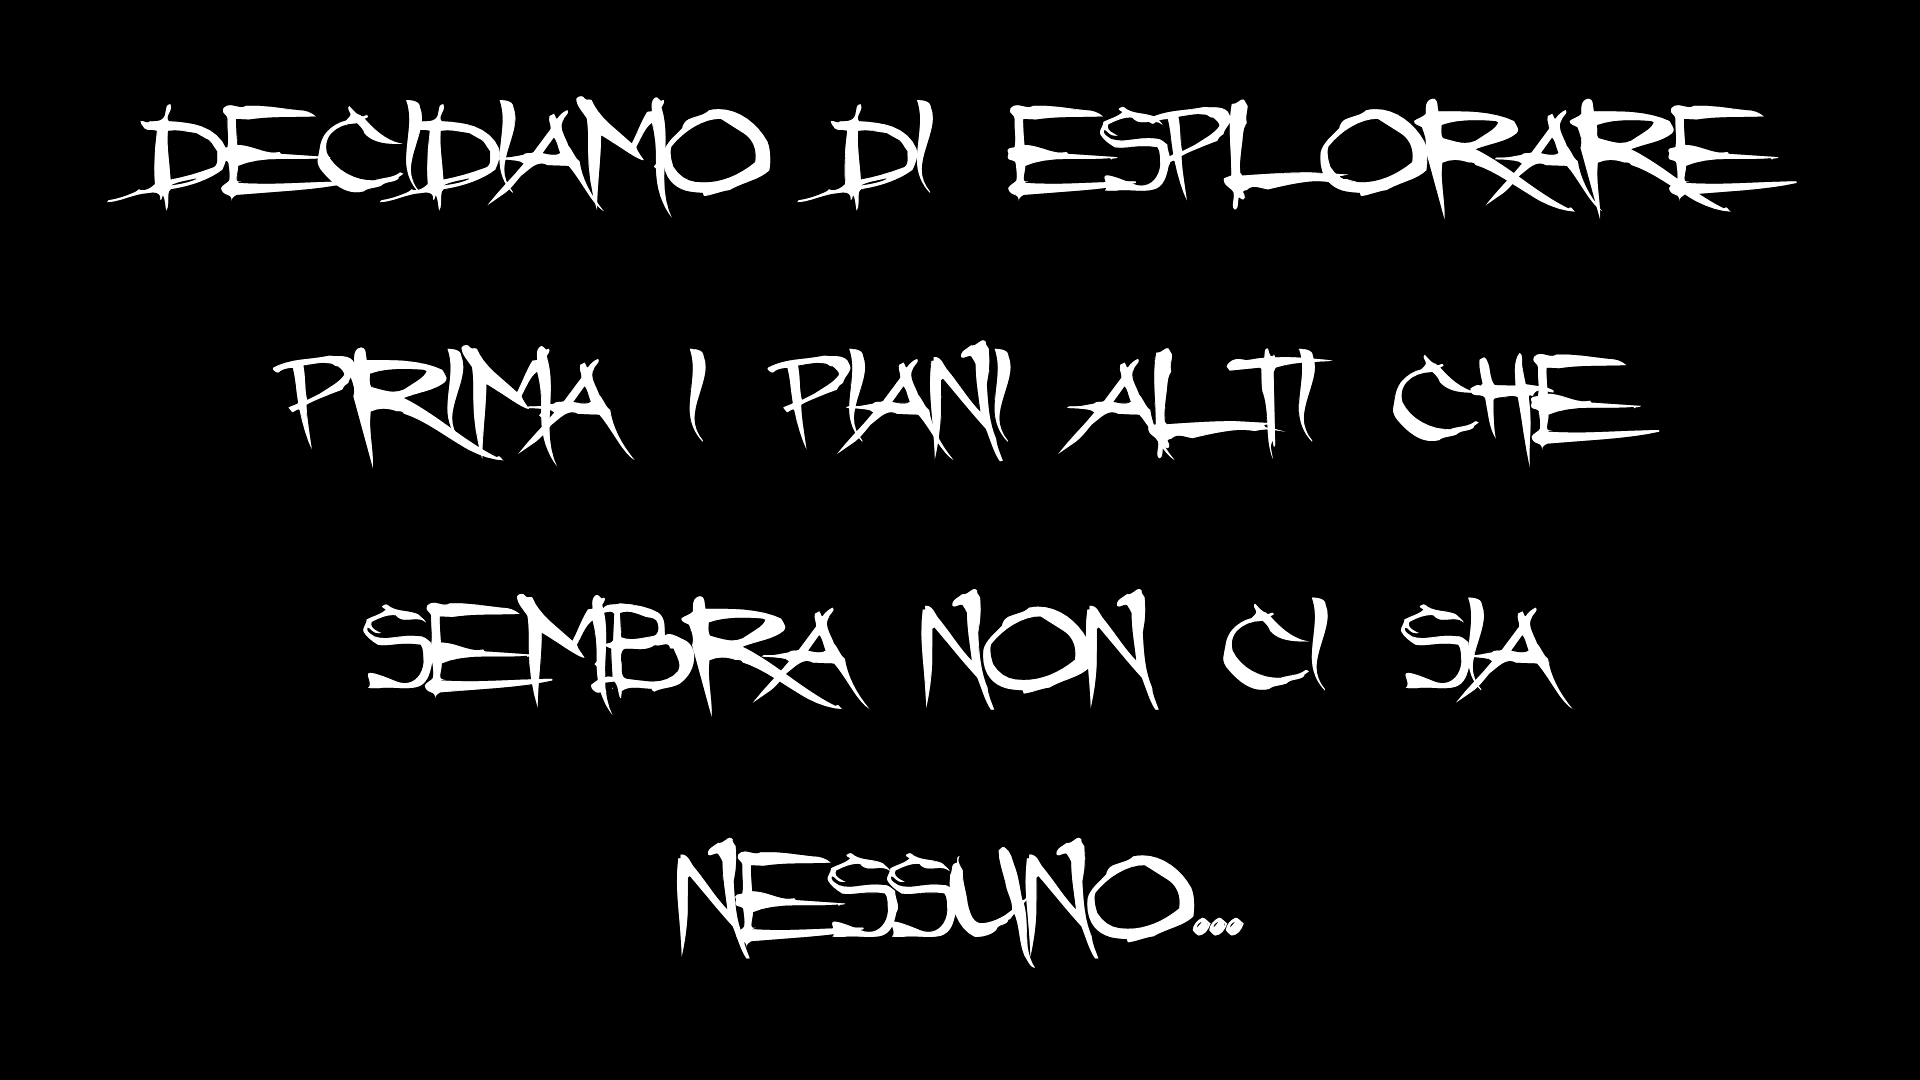 DECIDIAMO DI ESPLORARE
PRIMA I PIANI ALTI CHE
SEMBRA NON CI SIA
NESSUNO...